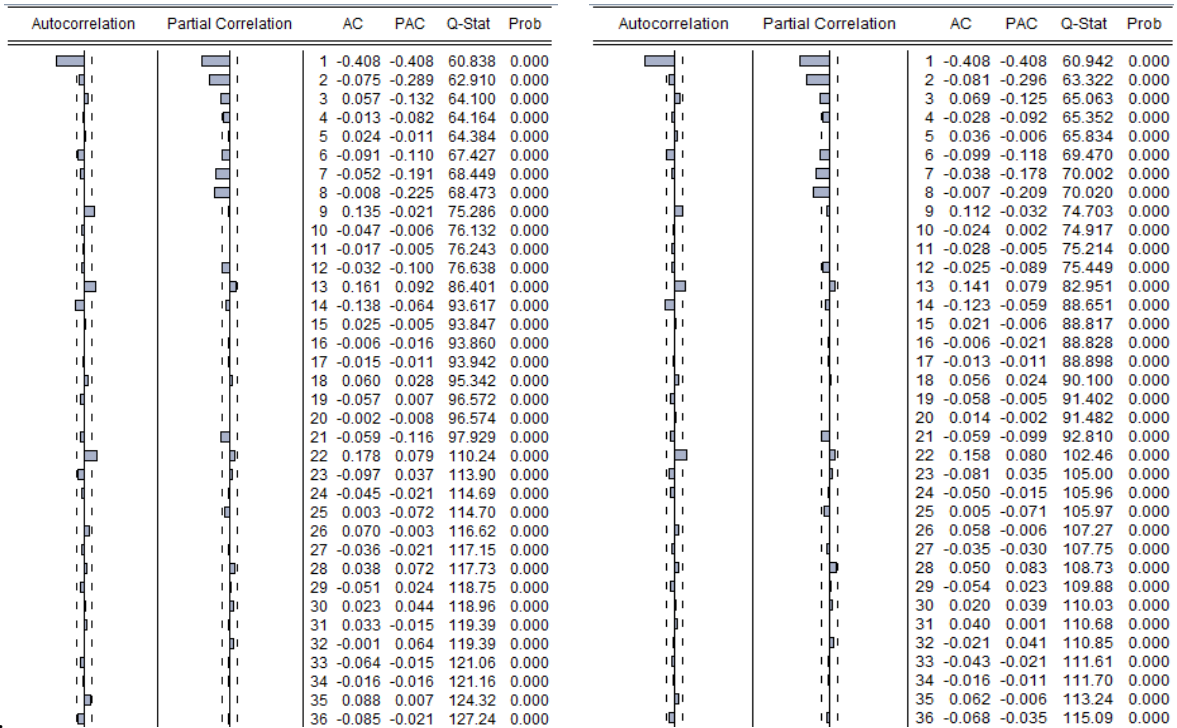 Autocorrelation Partial Correlation AC PAC Q-Stat Prob
1 -0.408 -0.408 60.838 0.000
2 -0.075 -0.289 62.910 0.000
3 0.057 -0.132 64.100 0.000
4 -0.013 -0.082 64.164 0.000
5 0.024 -0.011 64.384 0.000
6 -0.091 -0.110 67.427 0.000
7 -0.052 -0.191 68.449 0.000
8 -0.008 -0.225 68.473 0.000
9 0.135 -0.021 75.286 0.000
10 -0.047 -0.006 76.132 0.000
11 -0.017 -0.005 76.243 0.000
12 -0.032 -0.100 76.638 0.000
13 0.161 0.092 86.401 0.000
14 -0.138 -0.064 93.617 0.000
15 0.025 -0.005 93.847 0.000
16 -0.006 -0.016 93.860 0.000
17 -0.015 -0.011 93.942 0.000
18 0.060 0.028 95.342 0.000
19 -0.057 0.007 96.572 0.000
20 -0.002 -0.008 96.574 0.000
21 -0.059 -0.116 97.929 0.000
22 0.178 0.079 110.24 0.000
23 -0.097 0.037 113.90 0.000
24 -0.045 -0.021 114.69 0.000
25 0.003 -0.072 114.70 0.000
26 0.070 -0.003 116.62 0.000
27 -0.036 -0.021 117.15 0.000
28 0.038 0.072 117.73 0.000
29 -0.051 0.024 118.75 0.000
30 0.023 0.044 118.96 0.000
31 0.033 -0.015 119.39 0.000
32 -0.001 0.064 119.39 0.000
33 -0.064 -0.015 121.06 0.000
34 -0.016 -0.016 121.16 0.000
35 0.088 0.007 124.32 0.000
36 -0.085 -0.021 127.24 0.000
Autocorrelation Partial Correlation AC PAC Q-Stat Prob
1 -0.408 -0.408 60.942 0.000
2 -0.081 -0.296 63.322 0.000
3 0.069 -0.125 65.063 0.000
4 -0.028 -0.092 65.352 0.000
5 0.036 -0.006 65.834 0.000
6 -0.099 -0.118 69.470 0.000
7 -0.038 -0.178 70.002 0.000
8 -0.007 -0.209 70.020 0.000
9 0.112 -0.032 74.703 0.000
10 -0.024 0.002 74.917 0.000
11 -0.028 -0.005 75.214 0.000
12 -0.025 -0.089 75.449 0.000
13 0.141 0.079 82.951 0.000
14 -0.123 -0.059 88.651 0.000
15 0.021 -0.006 88.817 0.000
16 -0.006 -0.021 88.828 0.000
17 -0.013 -0.011 88.898 0.000
18 0.056 0.024 90.100 0.000
19 -0.058 -0.005 91.402 0.000
20 0.014 -0.002 91.482 0.000
21 -0.059 -0.099 92.810 0.000
22 0.158 0.080 102.46 0.000
23 -0.081 0.035 105.00 0.000
24 -0.050 -0.015 105.96 0.000
25 0.005 -0.071 105.97 0.000
26 0.058 -0.006 107.27 0.000
27 -0.035 -0.030 107.75 0.000
28 0.050 0.083 108.73 0.000
29 -0.054 0.023 109.88 0.000
30 0.020 0.039 110.03 0.000
31 0.040 0.001 110.68 0.000
32 -0.021 0.041 110.85 0.000
33 -0.043 -0.021 111.61 0.000
34 -0.016 -0.011 111.70 0.000
35 0.062 -0.006 113.24 0.000
36 -0.068 -0.035 115.09 0.000